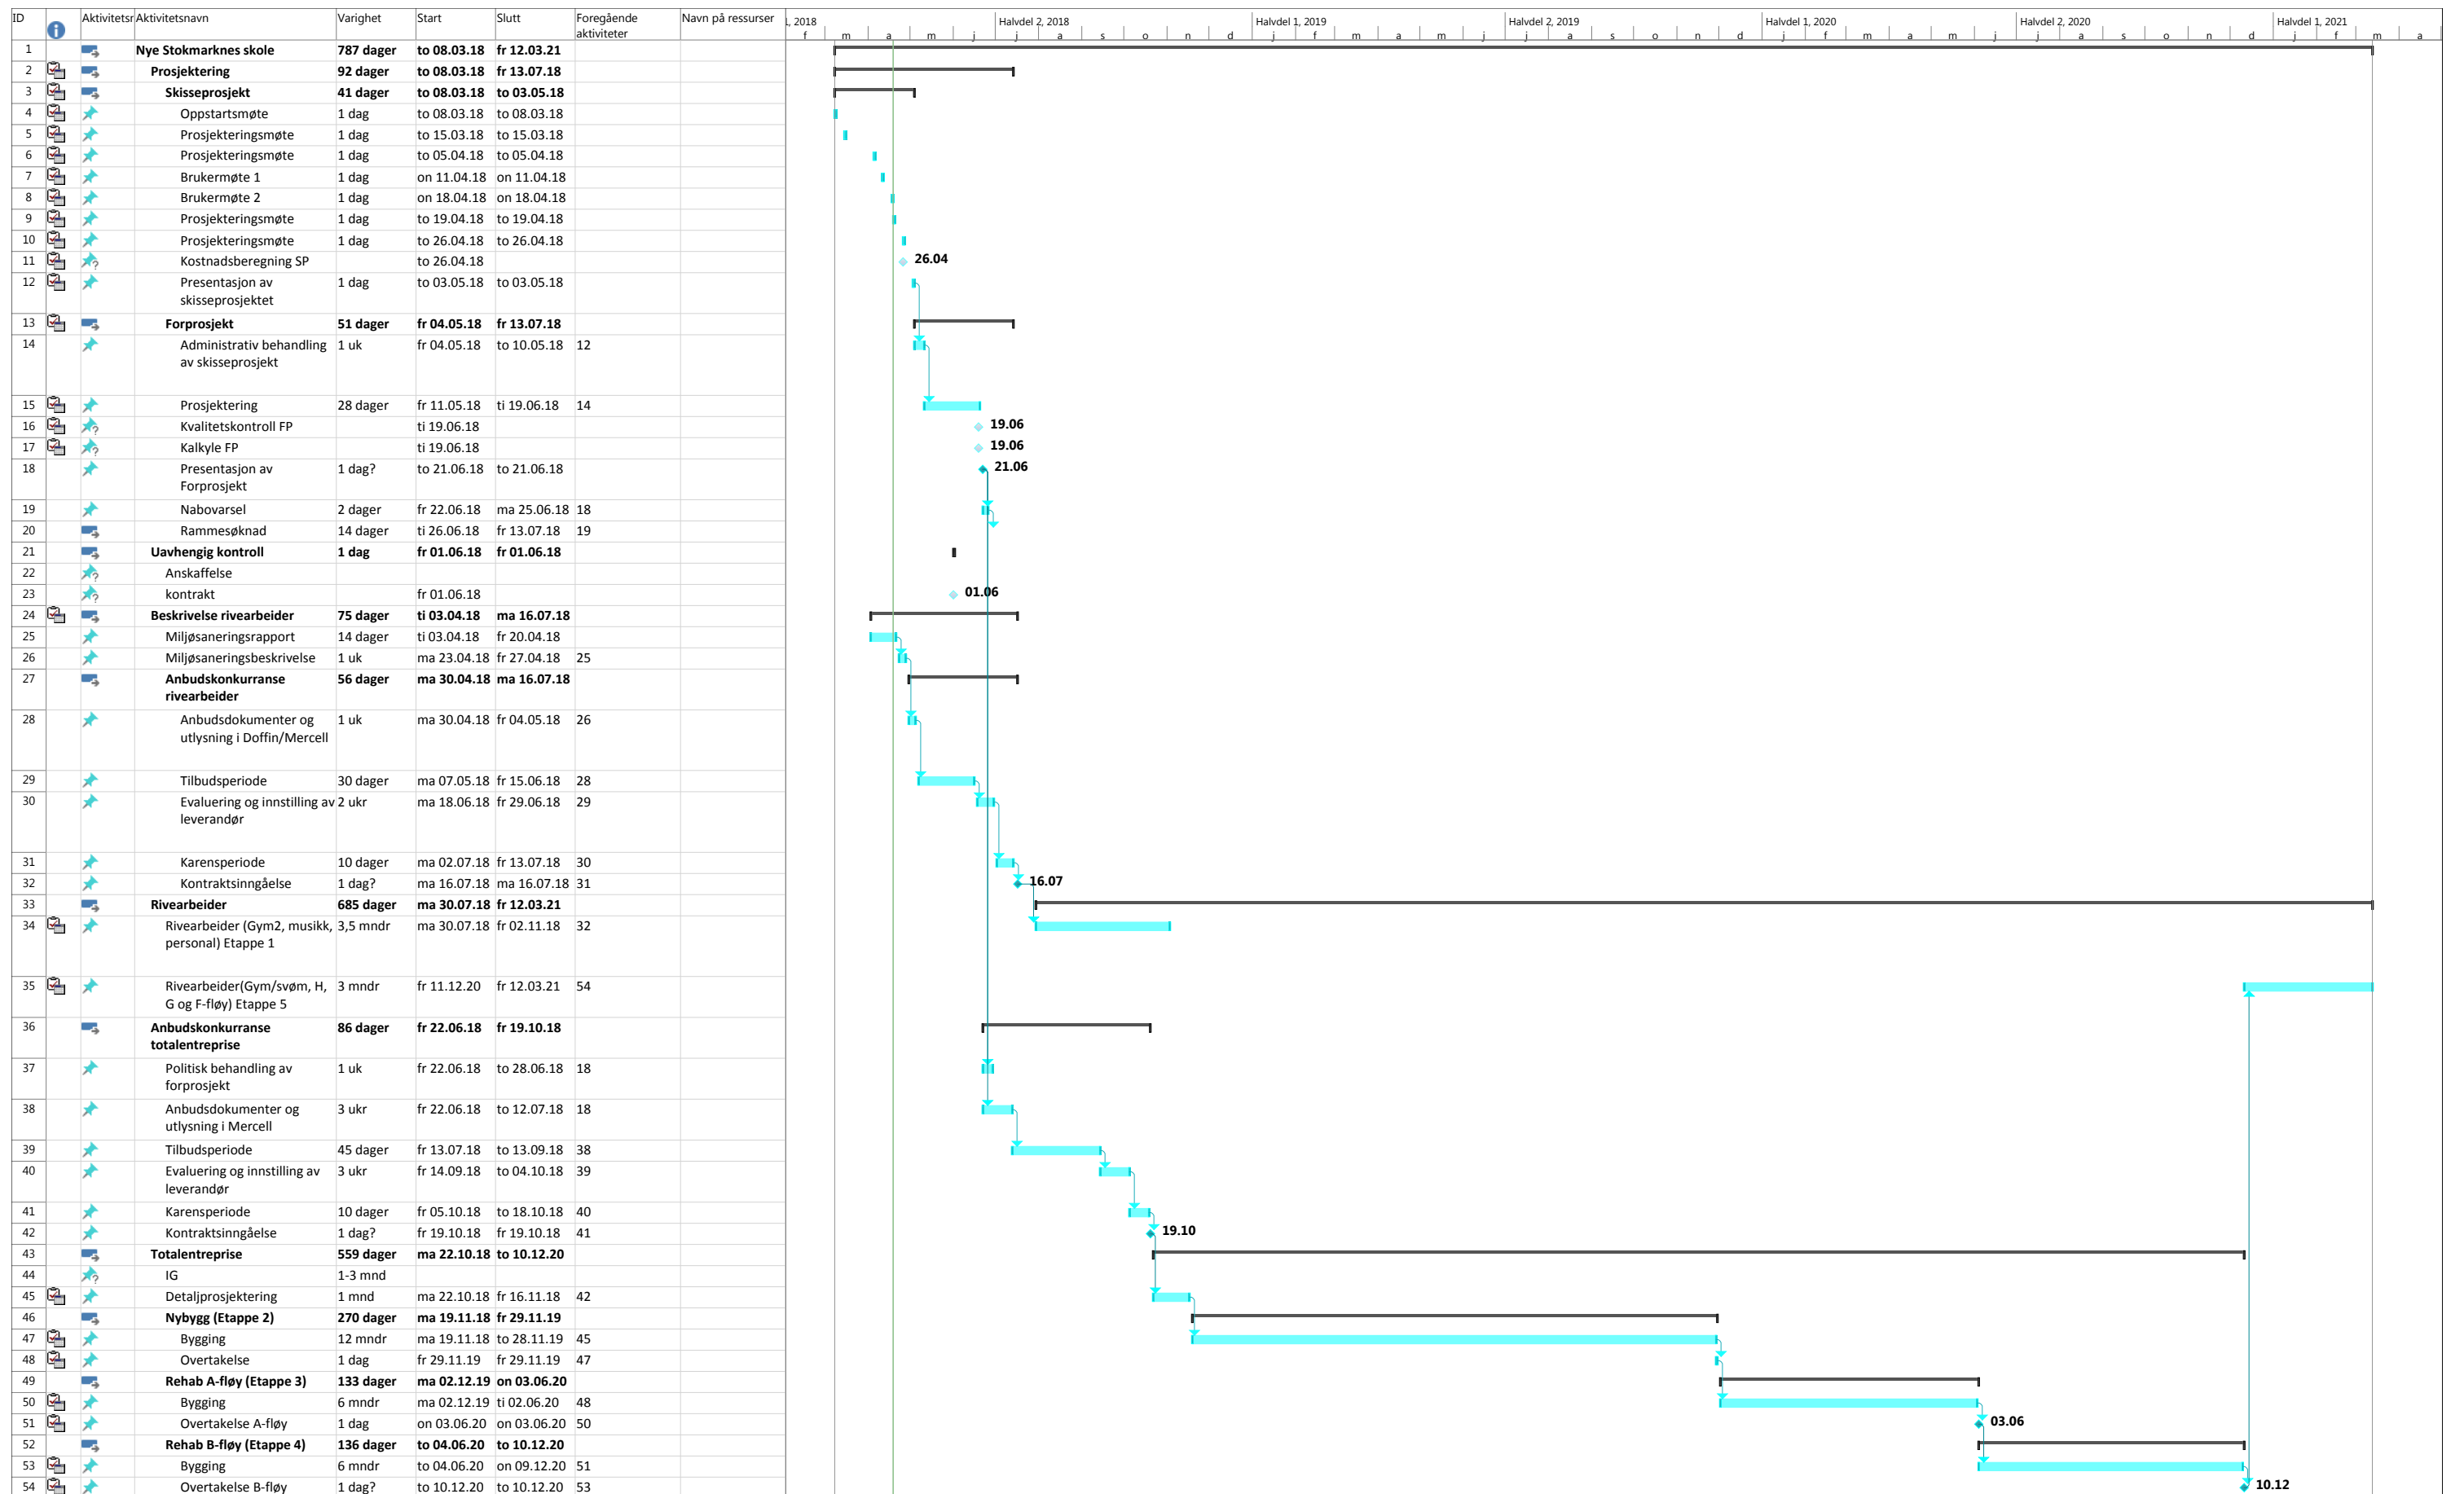 ID Aktivitetsr Aktivitetsnavn Varighet Start Slutt Foregående Navn på ressurser
aktiviteter
, 2018 Halvdel 2, 2018 Halvdel 1, 2019 Halvdel 2, 2019 Halvdel 1, 2020 Halvdel 2, 2020 Halvdel 1, 2021
f m a m j j a s o n d j f m a m j j a s o n d j f m a m j j a s o n d j f m a
1 Nye Stokmarknes skole 787 dager to 08.03.18 fr 12.03.21
2 Prosjektering 92 dager to 08.03.18 fr 13.07.18
3 Skisseprosjekt 41 dager to 08.03.18 to 03.05.18
4 Oppstartsmøte 1 dag to 08.03.18 to 08.03.18
5 Prosjekteringsmøte 1 dag to 15.03.18 to 15.03.18
6 Prosjekteringsmøte 1 dag to 05.04.18 to 05.04.18
7 Brukermøte 1 1 dag on 11.04.18 on 11.04.18
8 Brukermøte 2 1 dag on 18.04.18 on 18.04.18
9 Prosjekteringsmøte 1 dag to 19.04.18 to 19.04.18
10 Prosjekteringsmøte 1 dag to 26.04.18 to 26.04.18
11 Kostnadsberegning SP to 26.04.18 26.04
12 Presentasjon av 1 dag to 03.05.18 to 03.05.18
skisseprosjektet
13 Forprosjekt 51 dager fr 04.05.18 fr 13.07.18
14 Administrativ behandling 1 uk fr 04.05.18 to 10.05.18 12
av skisseprosjekt
15 Prosjektering 28 dager fr 11.05.18 ti 19.06.18 14
16 Kvalitetskontroll FP ti 19.06.18 19.06
17 Kalkyle FP ti 19.06.18 19.06
18 Presentasjon av 1 dag? to 21.06.18 to 21.06.18 21.06
Forprosjekt
19 Nabovarsel 2 dager fr 22.06.18 ma 25.06.18 18
20 Rammesøknad 14 dager ti 26.06.18 fr 13.07.18 19
21 Uavhengig kontroll 1 dag fr 01.06.18 fr 01.06.18
22 Anskaffelse
23 kontrakt fr 01.06.18 01.06
24 Beskrivelse rivearbeider 75 dager ti 03.04.18 ma 16.07.18
25 Miljøsaneringsrapport 14 dager ti 03.04.18 fr 20.04.18
26 Miljøsaneringsbeskrivelse 1 uk ma 23.04.18 fr 27.04.18 25
27 Anbudskonkurranse 56 dager ma 30.04.18 ma 16.07.18
rivearbeider
28 Anbudsdokumenter og 1 uk ma 30.04.18 fr 04.05.18 26
utlysning i Doffin/Mercell
29 Tilbudsperiode 30 dager ma 07.05.18 fr 15.06.18 28
30 Evaluering og innstilling av 2 ukr ma 18.06.18 fr 29.06.18 29
leverandør
31 Karensperiode 10 dager ma 02.07.18 fr 13.07.18 30
32 Kontraktsinngåelse 1 dag? ma 16.07.18 ma 16.07.18 31 16.07
33 Rivearbeider 685 dager ma 30.07.18 fr 12.03.21
34 Rivearbeider (Gym2, musikk, 3,5 mndr ma 30.07.18 fr 02.11.18 32
personal) Etappe 1
35 Rivearbeider(Gym/svøm, H, 3 mndr fr 11.12.20 fr 12.03.21 54
G og F-fløy) Etappe 5
36 Anbudskonkurranse 86 dager fr 22.06.18 fr 19.10.18
totalentreprise
37 Politisk behandling av 1 uk fr 22.06.18 to 28.06.18 18
forprosjekt
38 Anbudsdokumenter og 3 ukr fr 22.06.18 to 12.07.18 18
utlysning i Mercell
39 Tilbudsperiode 45 dager fr 13.07.18 to 13.09.18 38
40 Evaluering og innstilling av 3 ukr fr 14.09.18 to 04.10.18 39
leverandør
41 Karensperiode 10 dager fr 05.10.18 to 18.10.18 40
42 Kontraktsinngåelse 1 dag? fr 19.10.18 fr 19.10.18 41 19.10
43 Totalentreprise 559 dager ma 22.10.18 to 10.12.20
44 IG 1-3 mnd
45 Detaljprosjektering 1 mnd ma 22.10.18 fr 16.11.18 42
46 Nybygg (Etappe 2) 270 dager ma 19.11.18 fr 29.11.19
47 Bygging 12 mndr ma 19.11.18 to 28.11.19 45
48 Overtakelse 1 dag fr 29.11.19 fr 29.11.19 47
49 Rehab A-fløy (Etappe 3) 133 dager ma 02.12.19 on 03.06.20
50 Bygging 6 mndr ma 02.12.19 ti 02.06.20 48
51 Overtakelse A-fløy 1 dag on 03.06.20 on 03.06.20 50 03.06
52 Rehab B-fløy (Etappe 4) 136 dager to 04.06.20 to 10.12.20
53 Bygging 6 mndr to 04.06.20 on 09.12.20 51
54 Overtakelse B-fløy 1 dag? to 10.12.20 to 10.12.20 53 10.12